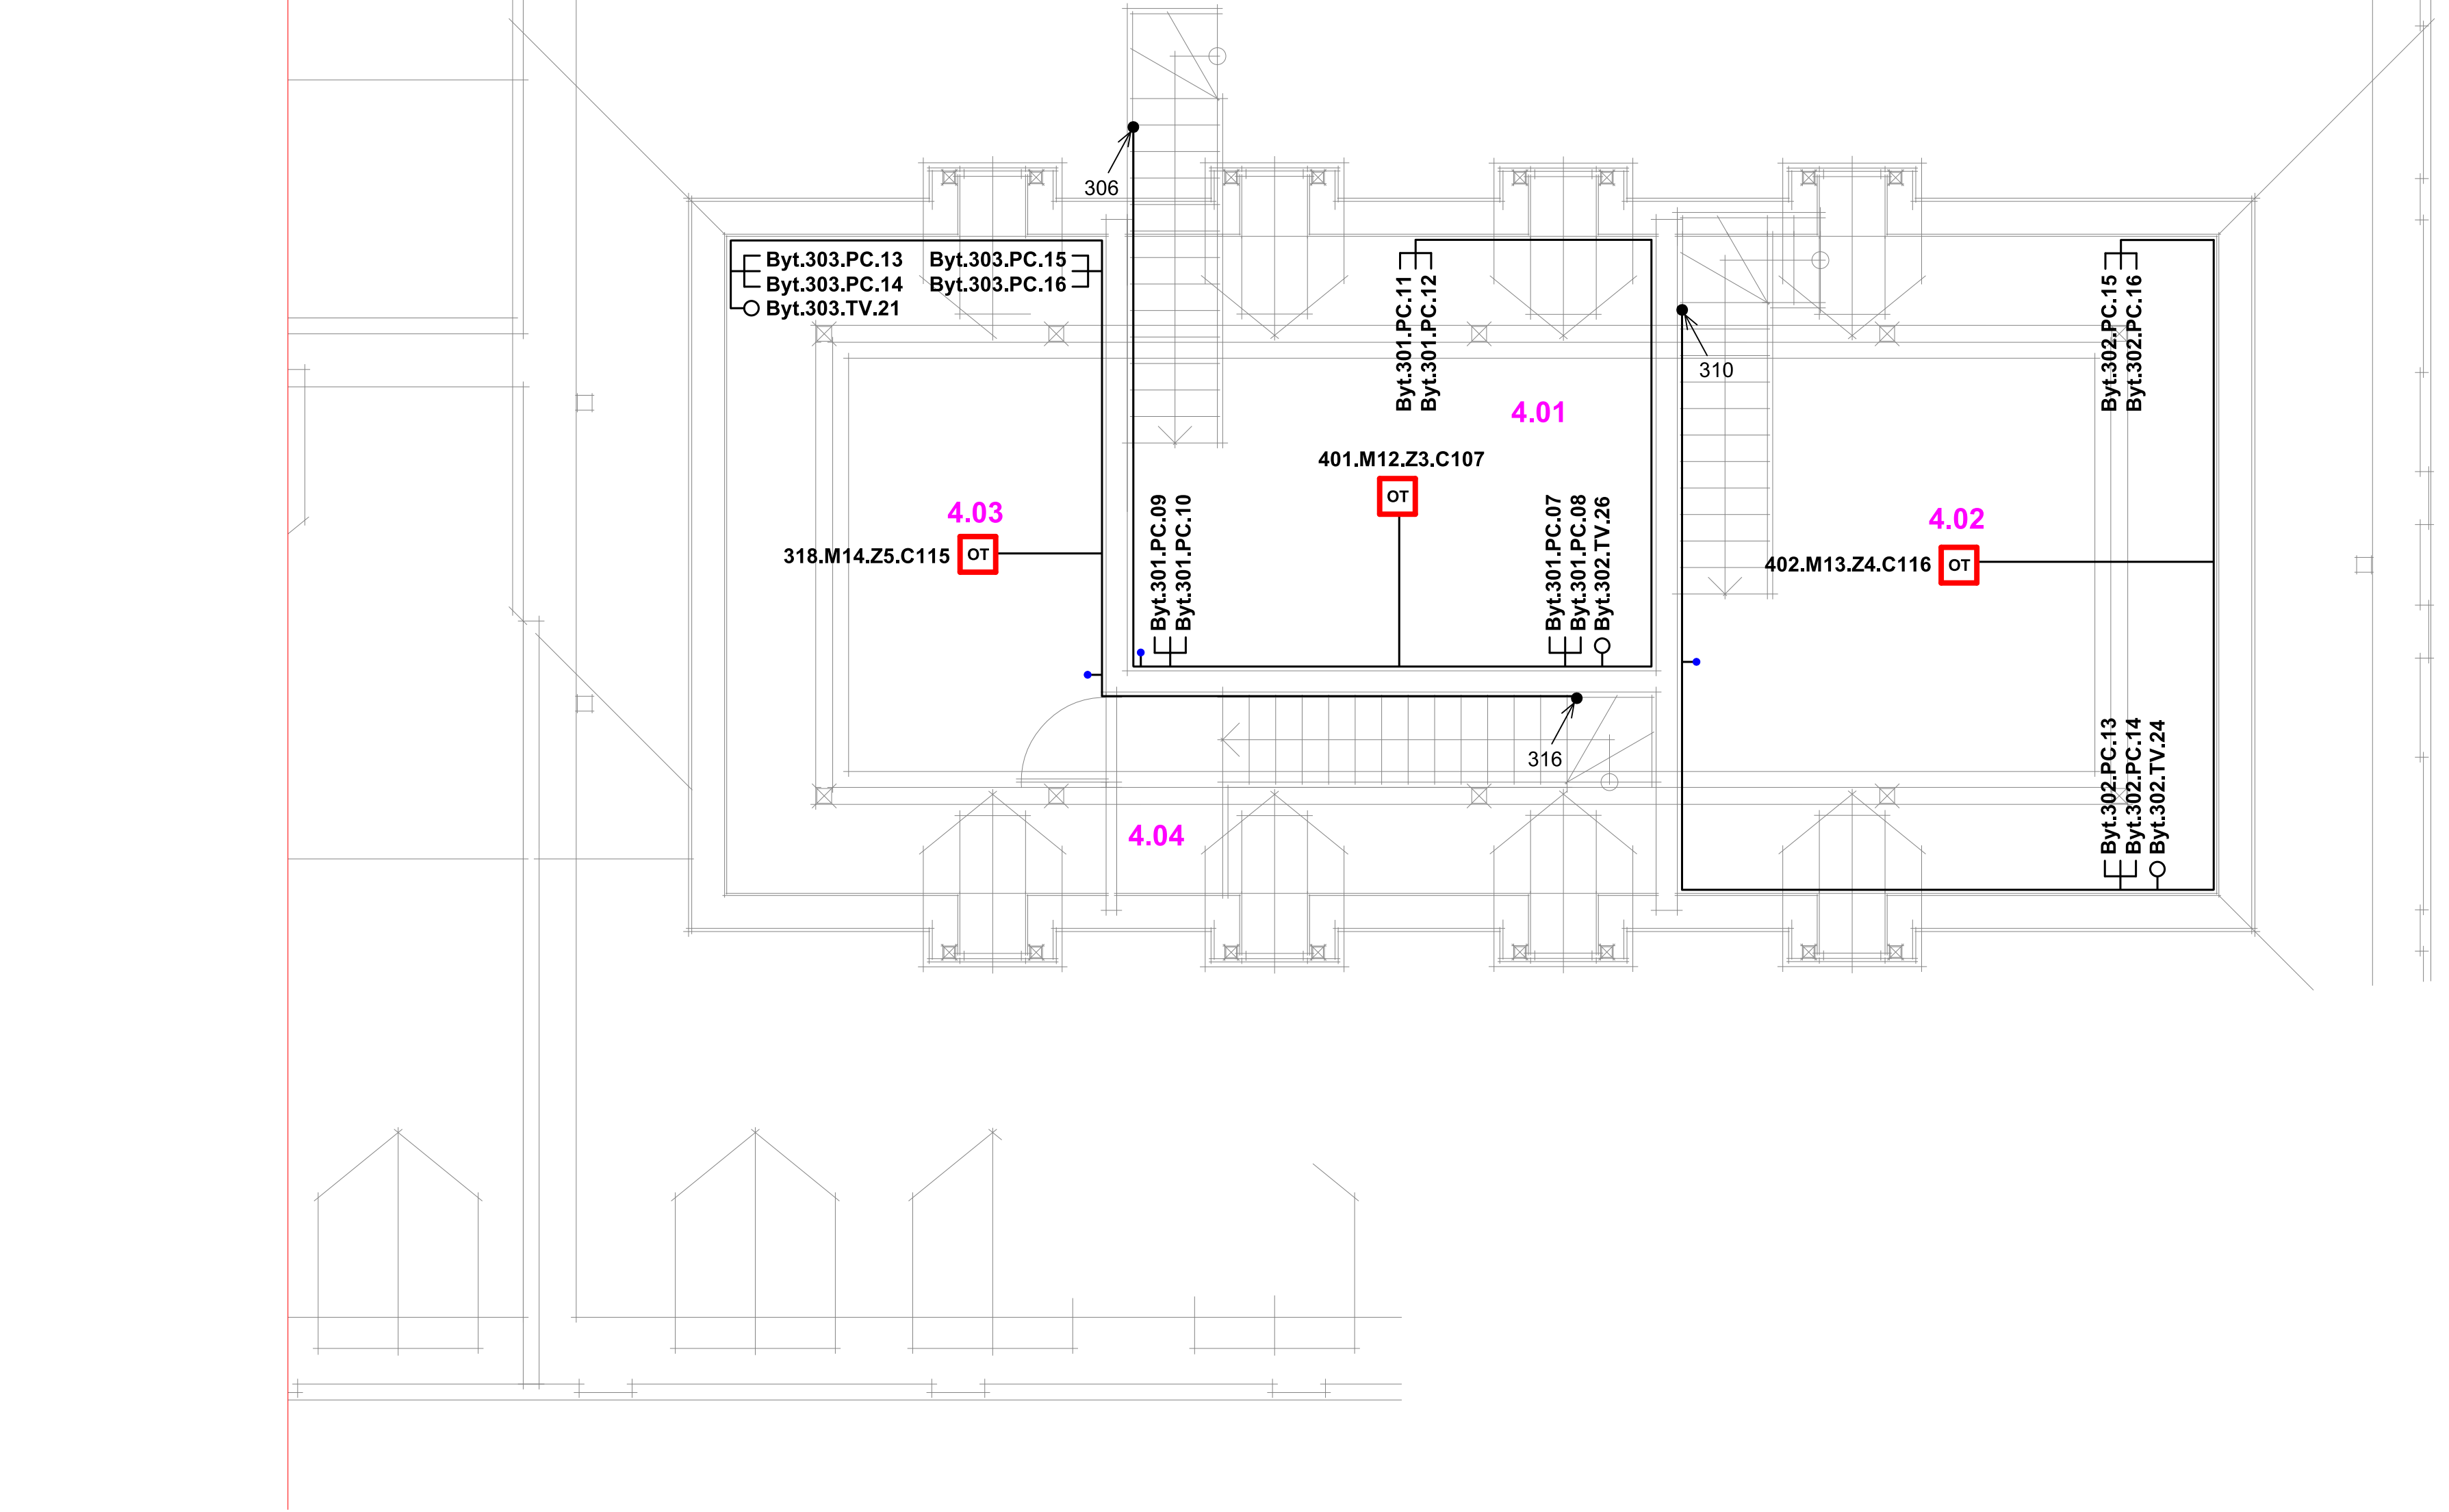 306
Byt.303.PC.13
Byt.303.PC.14
Byt.303.TV.21
Byt.303.PC.15
Byt.303.PC.16
Byt.301.PC.11
Byt.301.PC.12
310
Byt.302.PC.15
Byt.302.PC.16
4.01
401.M12.Z3.C107
OT
4.03
318.M14.Z5.C115
OT
Byt.301.PC.09
Byt.301.PC.10
Byt.301.PC.07
Byt.301.PC.08
Byt.302.TV.26
4.02
402.M13.Z4.C116
OT
316
Byt.302.PC.13
Byt.302.PC.14
Byt.302.TV.24
4.04